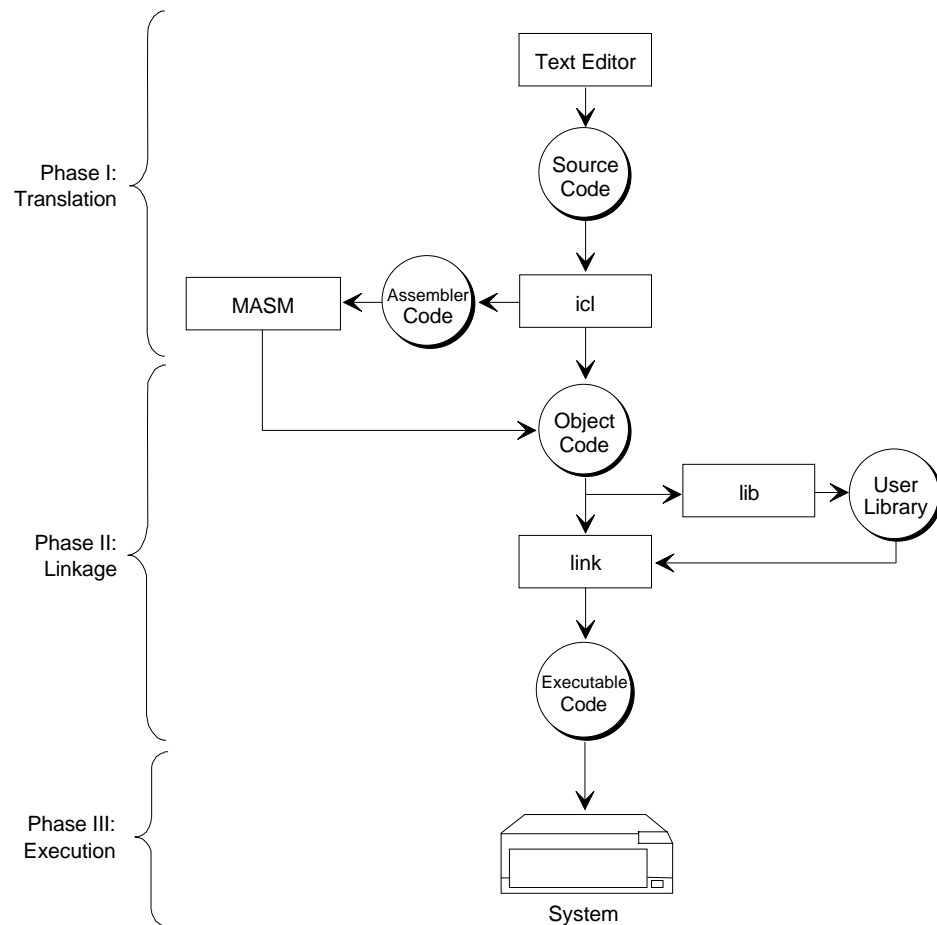 Text Editor
Source
Code
Phase I:
Translation
MASM
Assembler
Code
icl
Object
Code
lib
User
Library
Phase II:
Linkage
link
Executable
Code
Phase III:
Execution
System